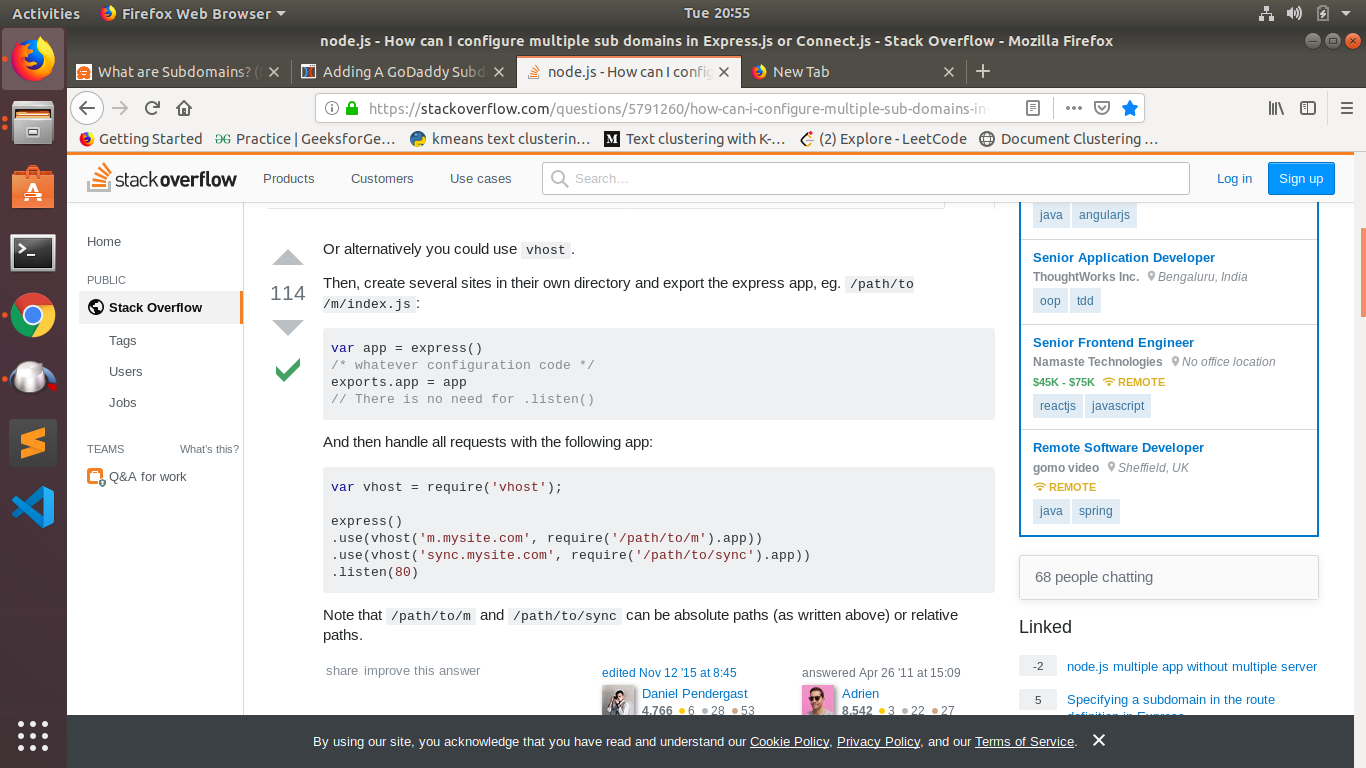 Activities
Firefox Web Browser
Tue 20:55
node.js - How can I configure multiple sub domains in Express.js or Connect.js - Stack Overflow - Mozilla Firefox
What are Subdomains? (
Adding A GoDaddy Subd
node.js - How can I config
New Tab
https://stackoverflow.com/questions/5791260/how-can-i-configure-multiple-sub-domains-in-
Getting Started
Practice | GeeksforGe…
kmeans text clusterin…
Text clustering with K-…
(2) Explore - LeetCode
Document Clustering …
stackoverflow
Products
Customers
Use cases
Search…
Log in
Sign up
Home
PUBLIC
Stack Overflow
Tags
Users
Jobs
TEAMS
What's this?
Q&A for work
114
Or alternatively you could use vhost.
Then, create several sites in their own directory and export the express app, eg. /path/to
/m/index.js:
var app = express()
/* whatever configuration code */
exports.app = app
// There is no need for .listen()
And then handle all requests with the following app:
var vhost = require('vhost');
express()
.use(vhost('m.mysite.com', require('/path/to/m').app))
.use(vhost('sync.mysite.com', require('/path/to/sync').app))
.listen(80)
Note that /path/to/m and /path/to/sync can be absolute paths (as written above) or relative
paths.
share improve this answer
edited Nov 12 '15 at 8:45
Daniel Pendergast
4,766 6 28 53
answered Apr 26 '11 at 15:09
Adrien
8,542 3 22 27
java angularjs
Senior Application Developer
ThoughtWorks Inc. Bengaluru, India
oop tdd
Senior Frontend Engineer
Namaste Technologies No office location
$45K - $75K REMOTE
reactjs javascript
Remote Software Developer
gomo video Sheffield, UK
REMOTE
java spring
68 people chatting
Linked
-2 node.js multiple app without multiple server
5 Specifying a subdomain in the route
definition in Express
By using our site, you acknowledge that you have read and understand our Cookie Policy, Privacy Policy, and our Terms of Service.